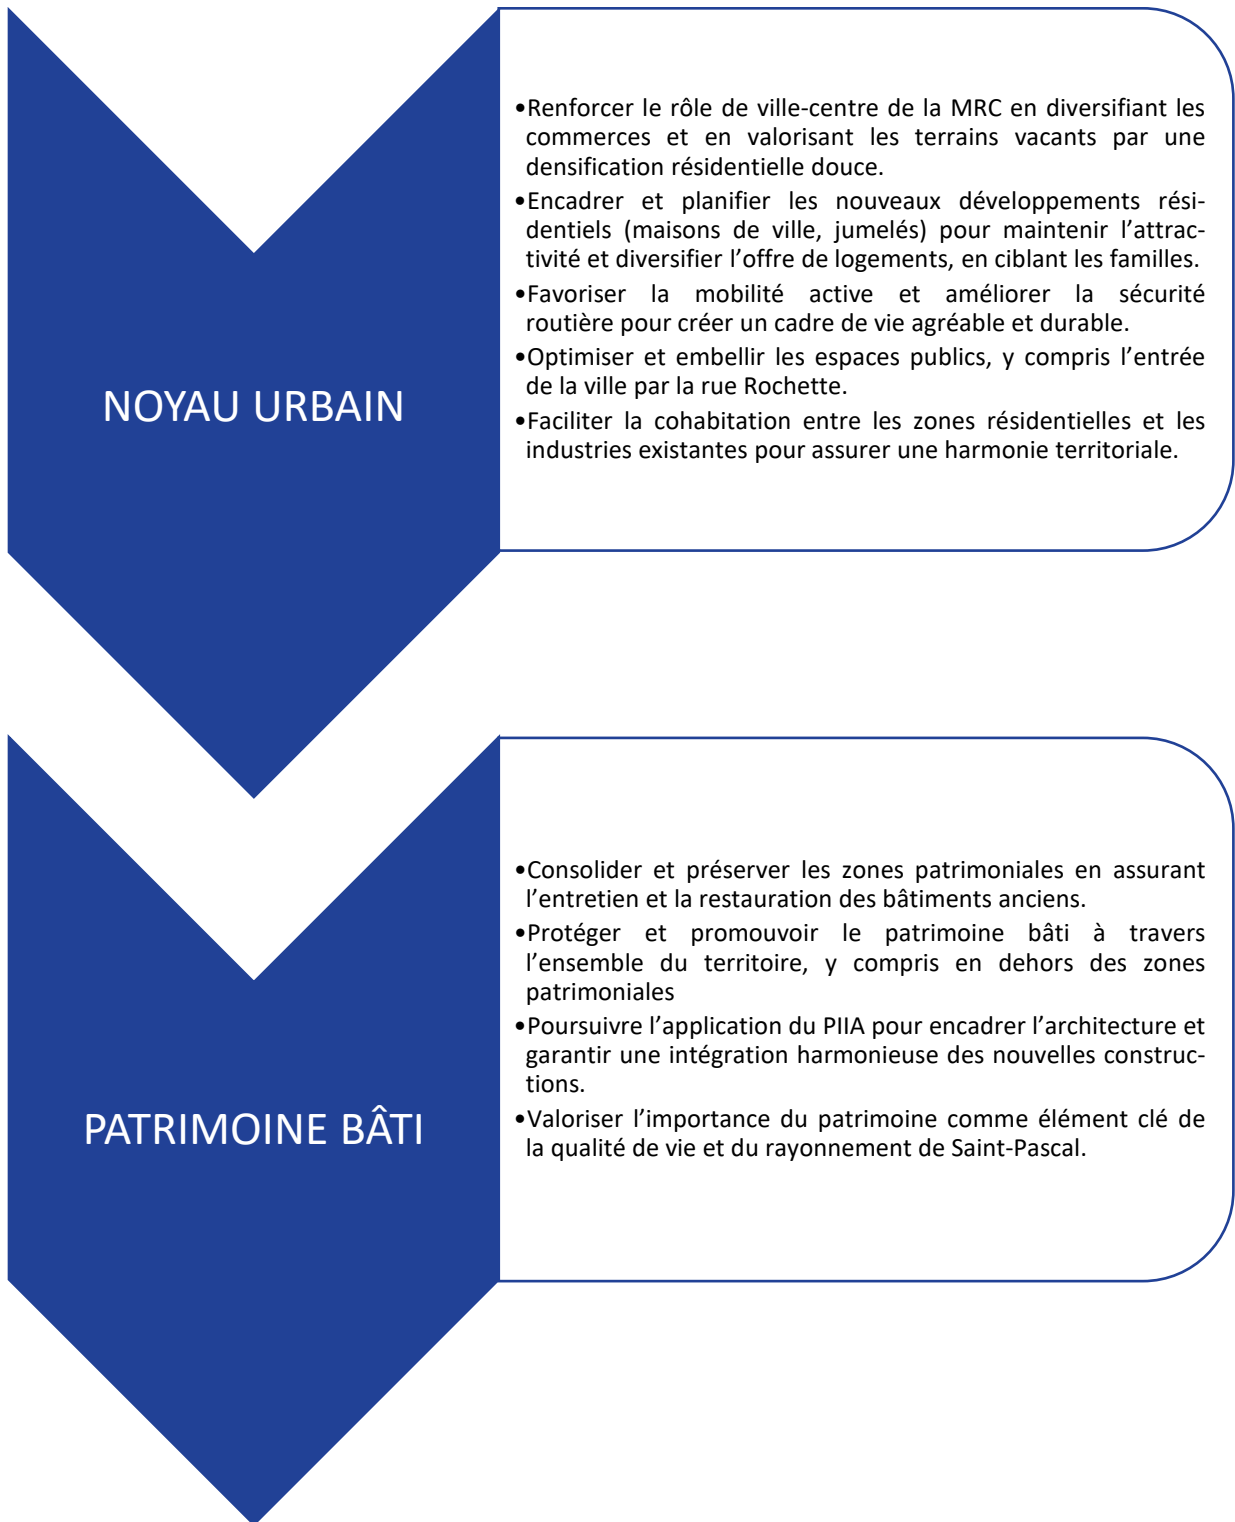 NOYAU URBAIN
•Renforcer le rôle de ville-centre de la MRC en diversifiant les
commerces et en valorisant les terrains vacants par une
densification résidentielle douce.
•Encadrer et planifier les nouveaux développements rési-
dentiels (maisons de ville, jumelés) pour maintenir l’attrac-
tivité et diversifier l’offre de logements, en ciblant les familles.
•Favoriser la mobilité active et améliorer la sécurité
routière pour créer un cadre de vie agréable et durable.
•Optimiser et embellir les espaces publics, y compris l’entrée
de la ville par la rue Rochette.
•Faciliter la cohabitation entre les zones résidentielles et les
industries existantes pour assurer une harmonie territoriale.
PATRIMOINE BÂTI
•Consolider et préserver les zones patrimoniales en assurant
l’entretien et la restauration des bâtiments anciens.
•Protéger et promouvoir le patrimoine bâti à travers
l’ensemble du territoire, y compris en dehors des zones
patrimoniales
•Poursuivre l’application du PIIA pour encadrer l’architecture et
garantir une intégration harmonieuse des nouvelles construc-
tions.
•Valoriser l’importance du patrimoine comme élément clé de
la qualité de vie et du rayonnement de Saint-Pascal.